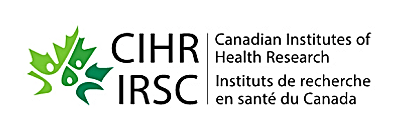 CIHR
IRSC
Canadian Institutes of
Health Research
Instituts de recherche
en santé du Canada